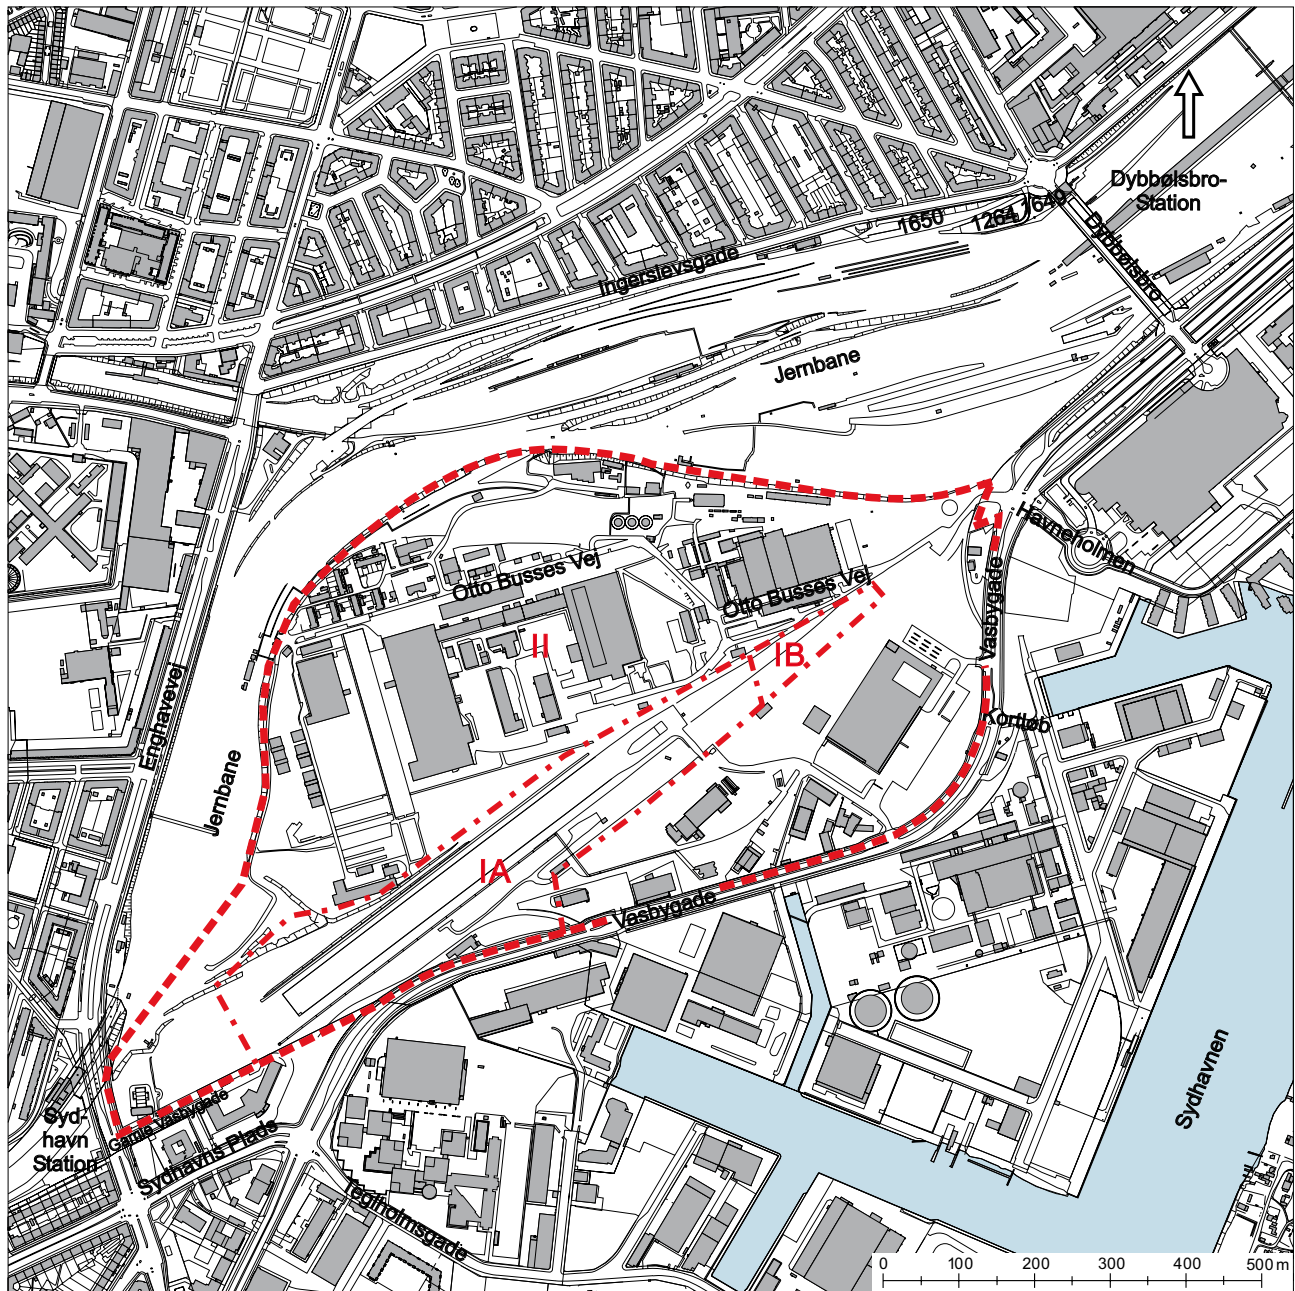 Dybbølsbro-
Station
1650
1264
1649
Dybbølsbro
Ingerslevsgade
Jernbane
Havneholmen
Otto Busses Vej
Otto Busses Vej
Vasbygade
II
IB
Enghavevej
Kortløb
Jernbane
IA
Vasbygade
Sydhavnen
Syd-
havn
Station
Gamle Vasbygade
Sydhavns Plads
Teglholmsgade
0 100 200 300 400 500 m